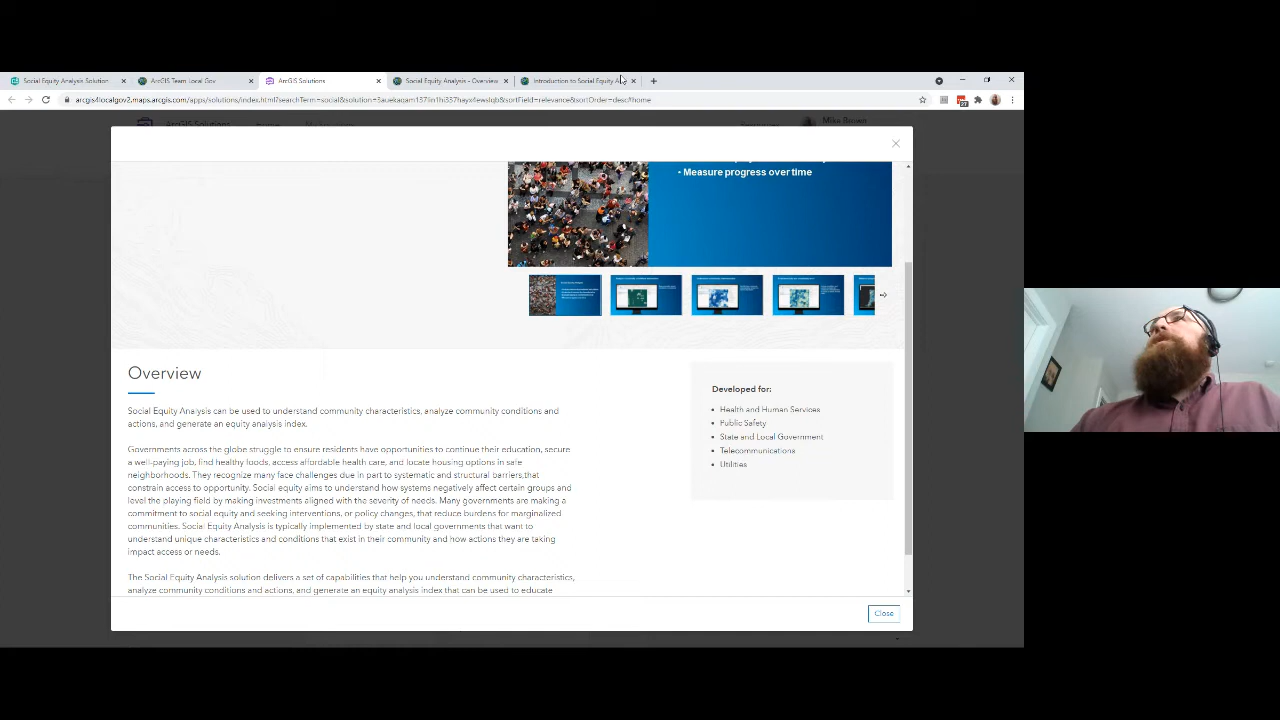 Social Equity Analysis Solution
ArcGIS Team Local Gov
ArcGIS Solutions
Social Equity Analysis - Overview
Introduction to Social Equity
ArcGIS Solutions
Mike Brown
• Measure progress over time
Overview
Social Equity Analysis can be used to understand community characteristics, analyze community conditions and
actions, and generate an equity analysis index.
Governments across the globe struggle to ensure residents have opportunities to continue their education, secure
a well-paying job, find healthy foods, access affordable health care, and locate housing options in safe
neighborhoods. They recognize many face challenges due in part to systematic and structural barriers,that
constrain access to opportunity. Social equity aims to understand how systems negatively affect certain groups and
level the playing field by making investments aligned with the severity of needs. Many governments are making a
commitment to social equity and seeking interventions, or policy changes, that reduce burdens for marginalized
communities. Social Equity Analysis is typically implemented by state and local governments that want to
understand unique characteristics and conditions that exist in their community and how actions they are taking
impact access or needs.
The Social Equity Analysis solution delivers a set of capabilities that help you understand community characteristics,
analyze community conditions and actions, and generate an equity analysis index that can be used to educate
Developed for:
• Health and Human Services
• Public Safety
• State and Local Government
• Telecommunications
• Utilities
Close